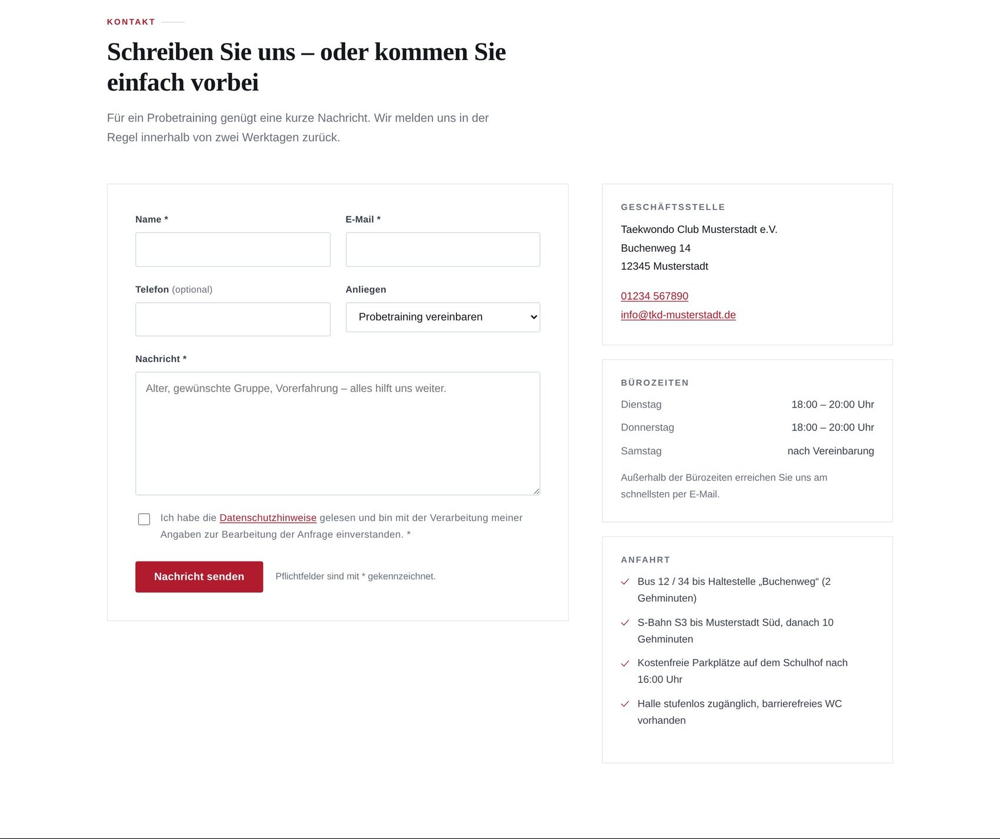 KONTAKT
Schreiben Sie uns – oder kommen Sie
einfach vorbei
Für ein Probetraining genügt eine kurze Nachricht. Wir melden uns in der
Regel innerhalb von zwei Werktagen zurück.
Name *
E-Mail *
Telefon (optional)
Anliegen
Probetraining vereinbaren
Nachricht *
Alter, gewünschte Gruppe, Vorerfahrung – alles hilft uns weiter.
Ich habe die Datenschutzhinweise gelesen und bin mit der Verarbeitung meiner
Angaben zur Bearbeitung der Anfrage einverstanden. *
Nachricht senden
Pflichtfelder sind mit * gekennzeichnet.
GESCHÄFTSSTELLE
Taekwondo Club Musterstadt e.V.
Buchenweg 14
12345 Musterstadt
01234 567890
info@tkd-musterstadt.de
BÜROZEITEN
Dienstag 18:00 – 20:00 Uhr
Donnerstag 18:00 – 20:00 Uhr
Samstag nach Vereinbarung
Außerhalb der Bürozeiten erreichen Sie uns am
schnellsten per E-Mail.
ANFAHRT
Bus 12 / 34 bis Haltestelle „Buchenweg“ (2
Gehminuten)
S-Bahn S3 bis Musterstadt Süd, danach 10
Gehminuten
Kostenfreie Parkplätze auf dem Schulhof nach
16:00 Uhr
Halle stufenlos zugänglich, barrierefreies WC
vorhanden